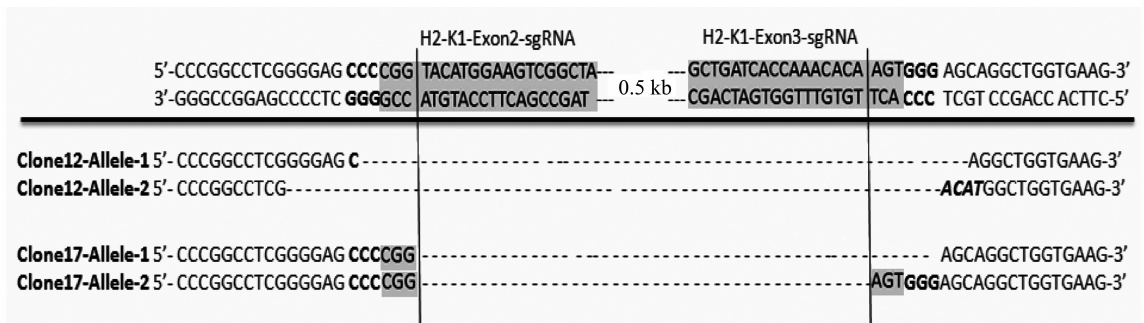 H2-K1-Exon2-sgRNA H2-K1-Exon3-sgRNA
5’-CCCGGCCTCGGGGAG CCCCGG TACATGGAAGTCGGCTA--- ---GCTGATCACCAAACACA AGTGGG AGCAGGCTGGTGAAG-3’
0.5 kb
3’-GGGCCGGAGCCCCTC GGGGCC ATGTACCTTCAGCCGAT --- ---CGACTAGTGGTTTGTGT TCA CCC TCGT CCGACC ACTTC-5’
Clone12-Allele-1 5’- CCCGGCCTCGGGGAG C- - - - - - - - - - - - - - - - - - - - - - - - - - - - - - - - - - - - - - - -AGGCTGGTGAAG-3’
Clone12-Allele-2 5’- CCCGGCCTCG- - - - - - - - - - - - - - - - - - - - - - - - - - - - - - - - - - - - - - - -ACATGGCTGGTGAAG-3’
Clone17-Allele-1 5’- CCCGGCCTCGGGGAG CCCCGG - - - - - - - - - - - - - - - - - - - - - - - - - - - - - - - - - - - AGCAGGCTGGTGAAG-3’
Clone17-Allele-2 5’- CCCGGCCTCGGGGAG CCCCGG - - - - - - - - - - - - - - - - - - - - - - - - - - - - - - - AGTGGGAGCAGGCTGGTGAAG-3’